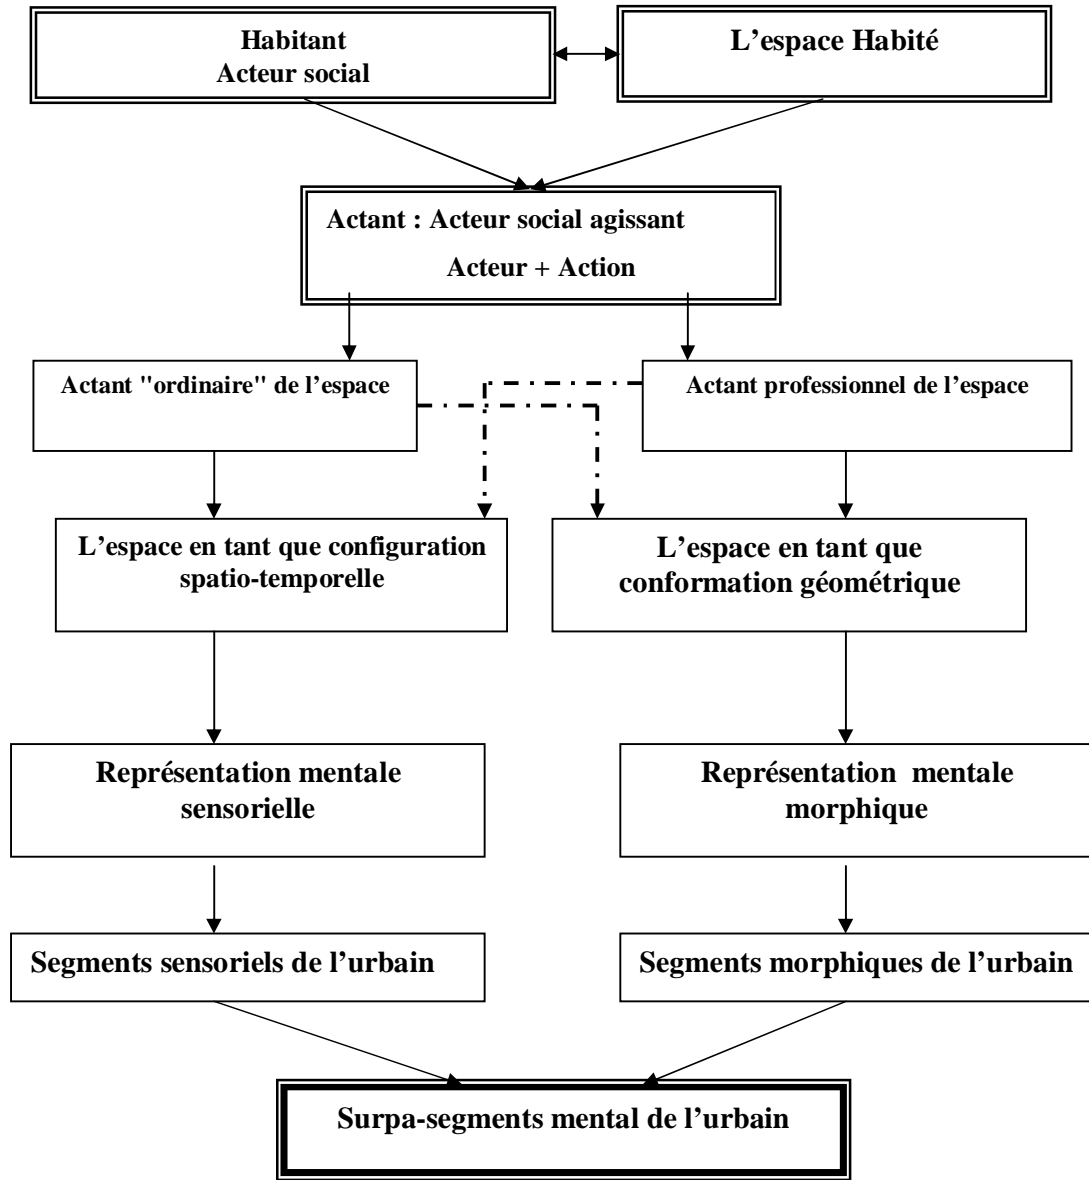 Habitant
Acteur social
L’espace Habité
Actant : Acteur social agissant
Acteur + Action
Actant "ordinaire" de l’espace
Actant professionnel de l’espace
L’espace en tant que configuration
spatio-temporelle
L’espace en tant que
conformation géométrique
Représentation mentale
sensorielle
Représentation mentale
morphique
Segments sensoriels de l’urbain
Segments morphiques de l’urbain
Surpa-segments mental de l’urbain